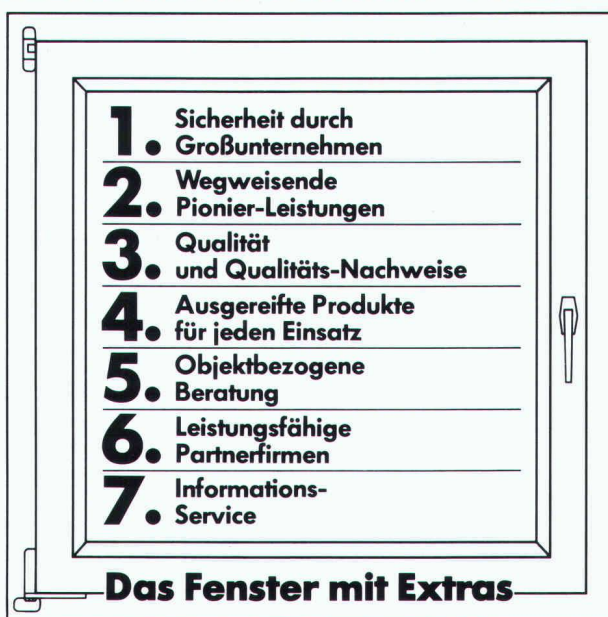 1. Sicherheit durch
Großunternehmen
2. Wegweisende
Pionier-Leistungen
3. Qualität
und Qualitäts-Nachweise
4. Ausgereifte Produkte
für jeden Einsatz
5. Objektbezogene
Beratung
6. Leistungsfähige
Partnerfirmen
7. Informations-
Service
Das Fenster mit Extras